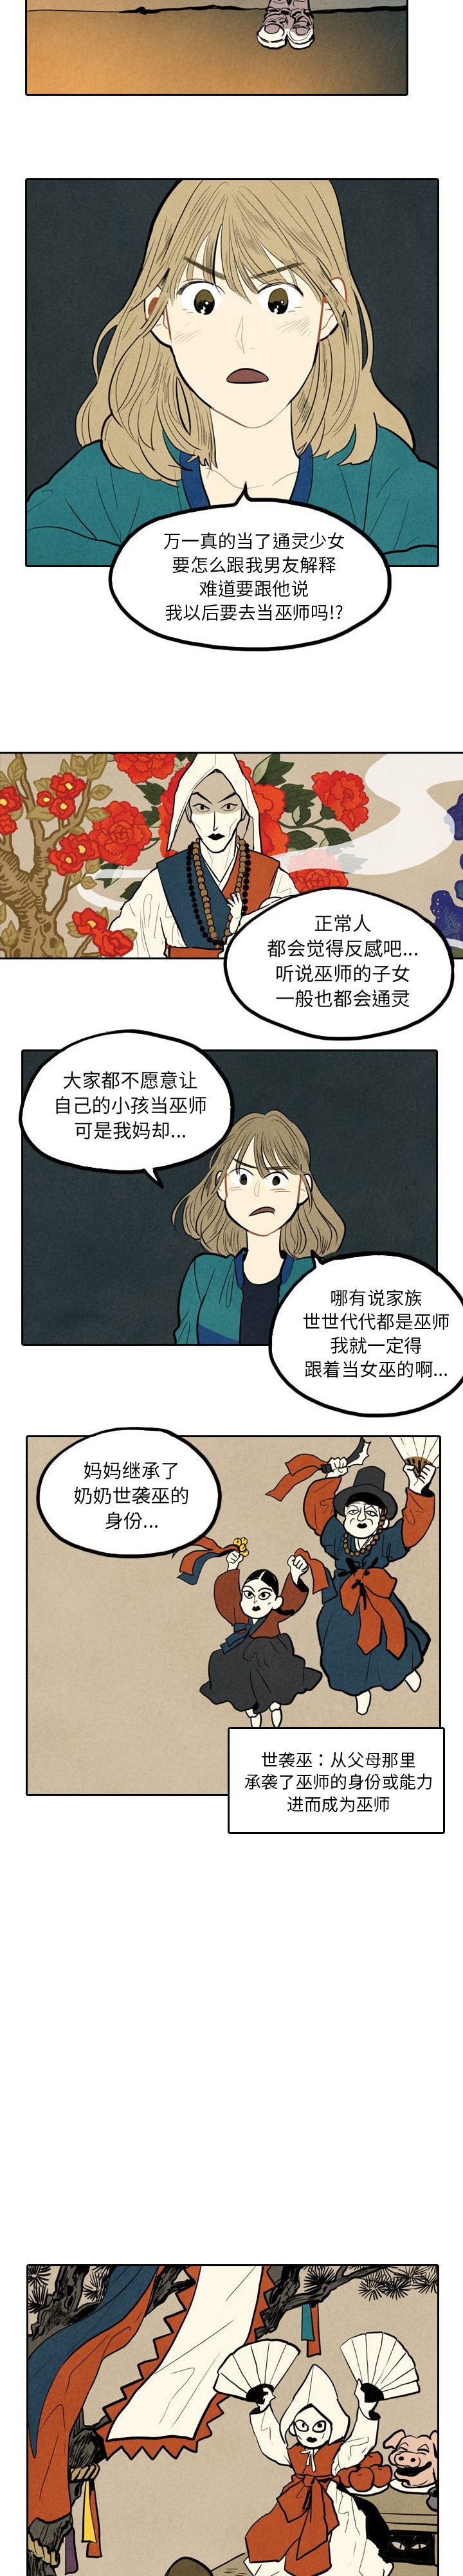 万一真的当了通灵少女
要怎么跟我男友解释
难道要跟他说
我以后要去当巫师吗!?
正常人
都会觉得反感吧...
听说巫师的子女
一般也都会通灵
大家都不愿意让
自己的小孩当巫师
可是我妈却...
哪有说家族
世世代代都是巫师
我就一定得
跟着当女巫的啊...
妈妈继承了
奶奶世袭巫的
身份...
世袭巫：从父母那里
承袭了巫师的身份或能力
进而成为巫师